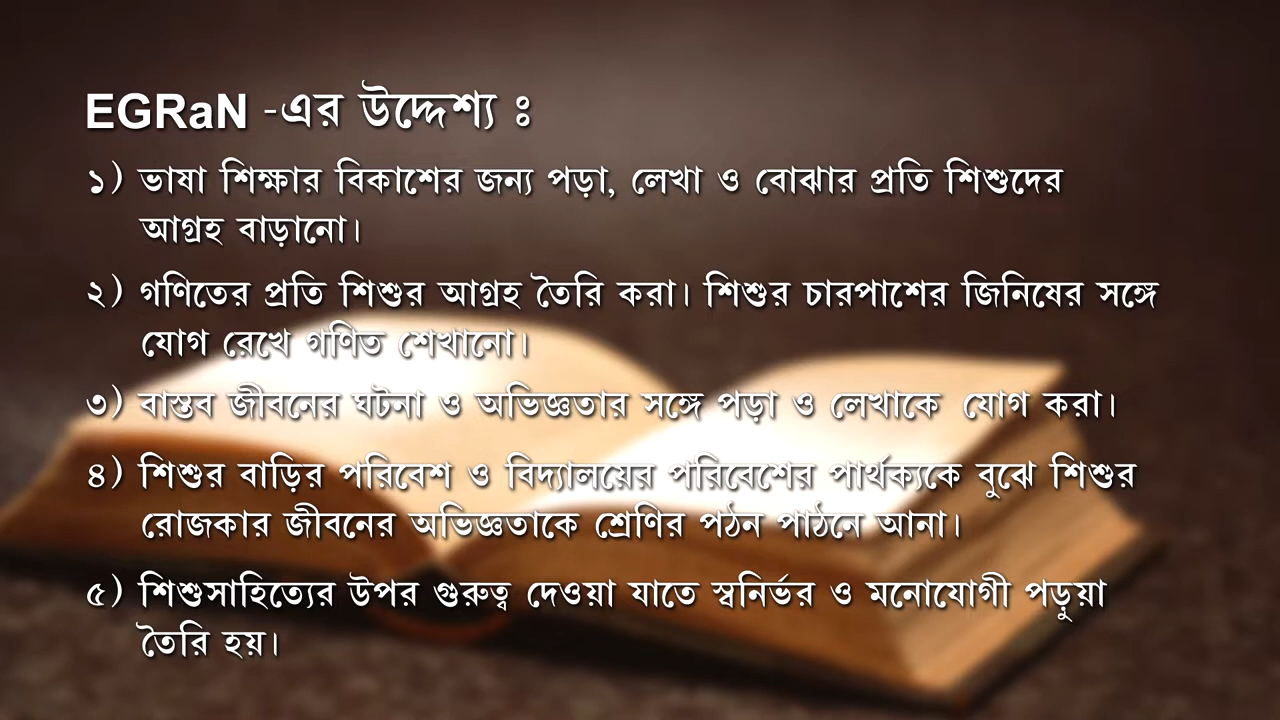 EGRaN -এর উদ্দেশ্য ঃ
১) ভাষা শিক্ষার বিকাশের জন্য পড়া, লেখা ও বোঝার প্রতি শিশুদের
আগ্রহ বাড়ানো।
২) গণিতের প্রতি শিশুর আগ্রহ তৈরি করা। শিশুর চারপাশের জিনিষের সঙ্গে
যোগ রেখে গণিত শেখানো।
৩) বাস্তব জীবনের ঘটনা ও অভিজ্ঞতার সঙ্গে পড়া ও লেখাকে যোগ করা।
৪) শিশুর বাড়ির পরিবেশ ও বিদ্যালয়ের পরিবেশের পার্থক্যকে বুঝে শিশুর
রোজকার জীবনের অভিজ্ঞতাকে শ্রেণির পঠন পাঠনে আনা।
৫) শিশুসাহিত্যের উপর গুরুত্ব দেওয়া যাতে স্বনির্ভর ও মনোযোগী পড়ুয়া
তৈরি হয়।